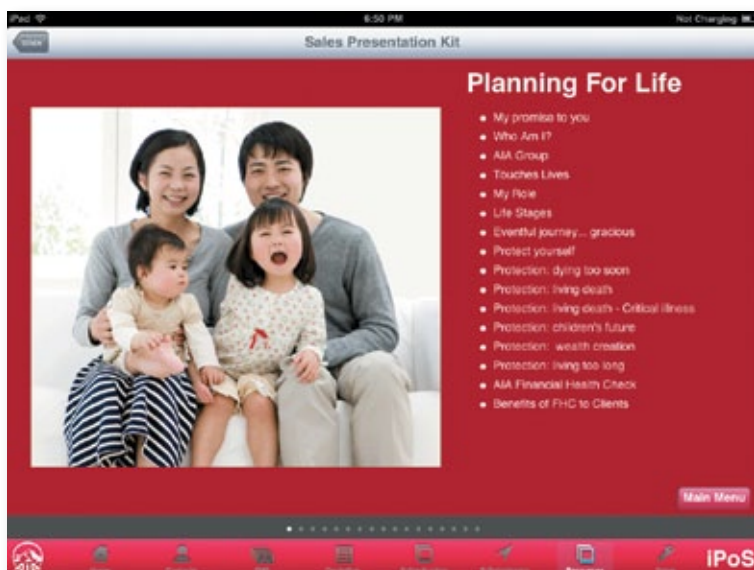 iPad
6:50 PM
Not Charging
Sales Presentation Kit
Planning For Life
My promise to you
Who Am I?
AIA Group
Touches Lives
My Role
Life Stages
Eventful journey... gracious
Protect yourself
Protection: dying too soon
Protection: living death
Protection: living death - Critical illness
Protection: children's future
Protection: wealth creation
Protection: living too long
AIA Financial Health Check
Benefits of FHC to Clients
Main Menu
iPoS